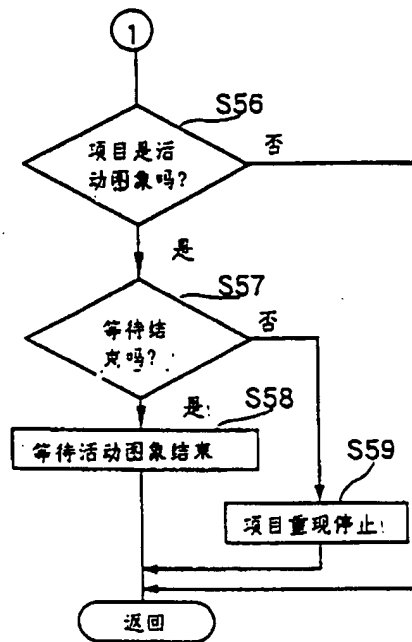 1
S56
项目是活
动图象吗?
否
是
S57
等待结
束吗?
否
是:
S58
等待活动图象结束
S59
项目重现停止:
返回